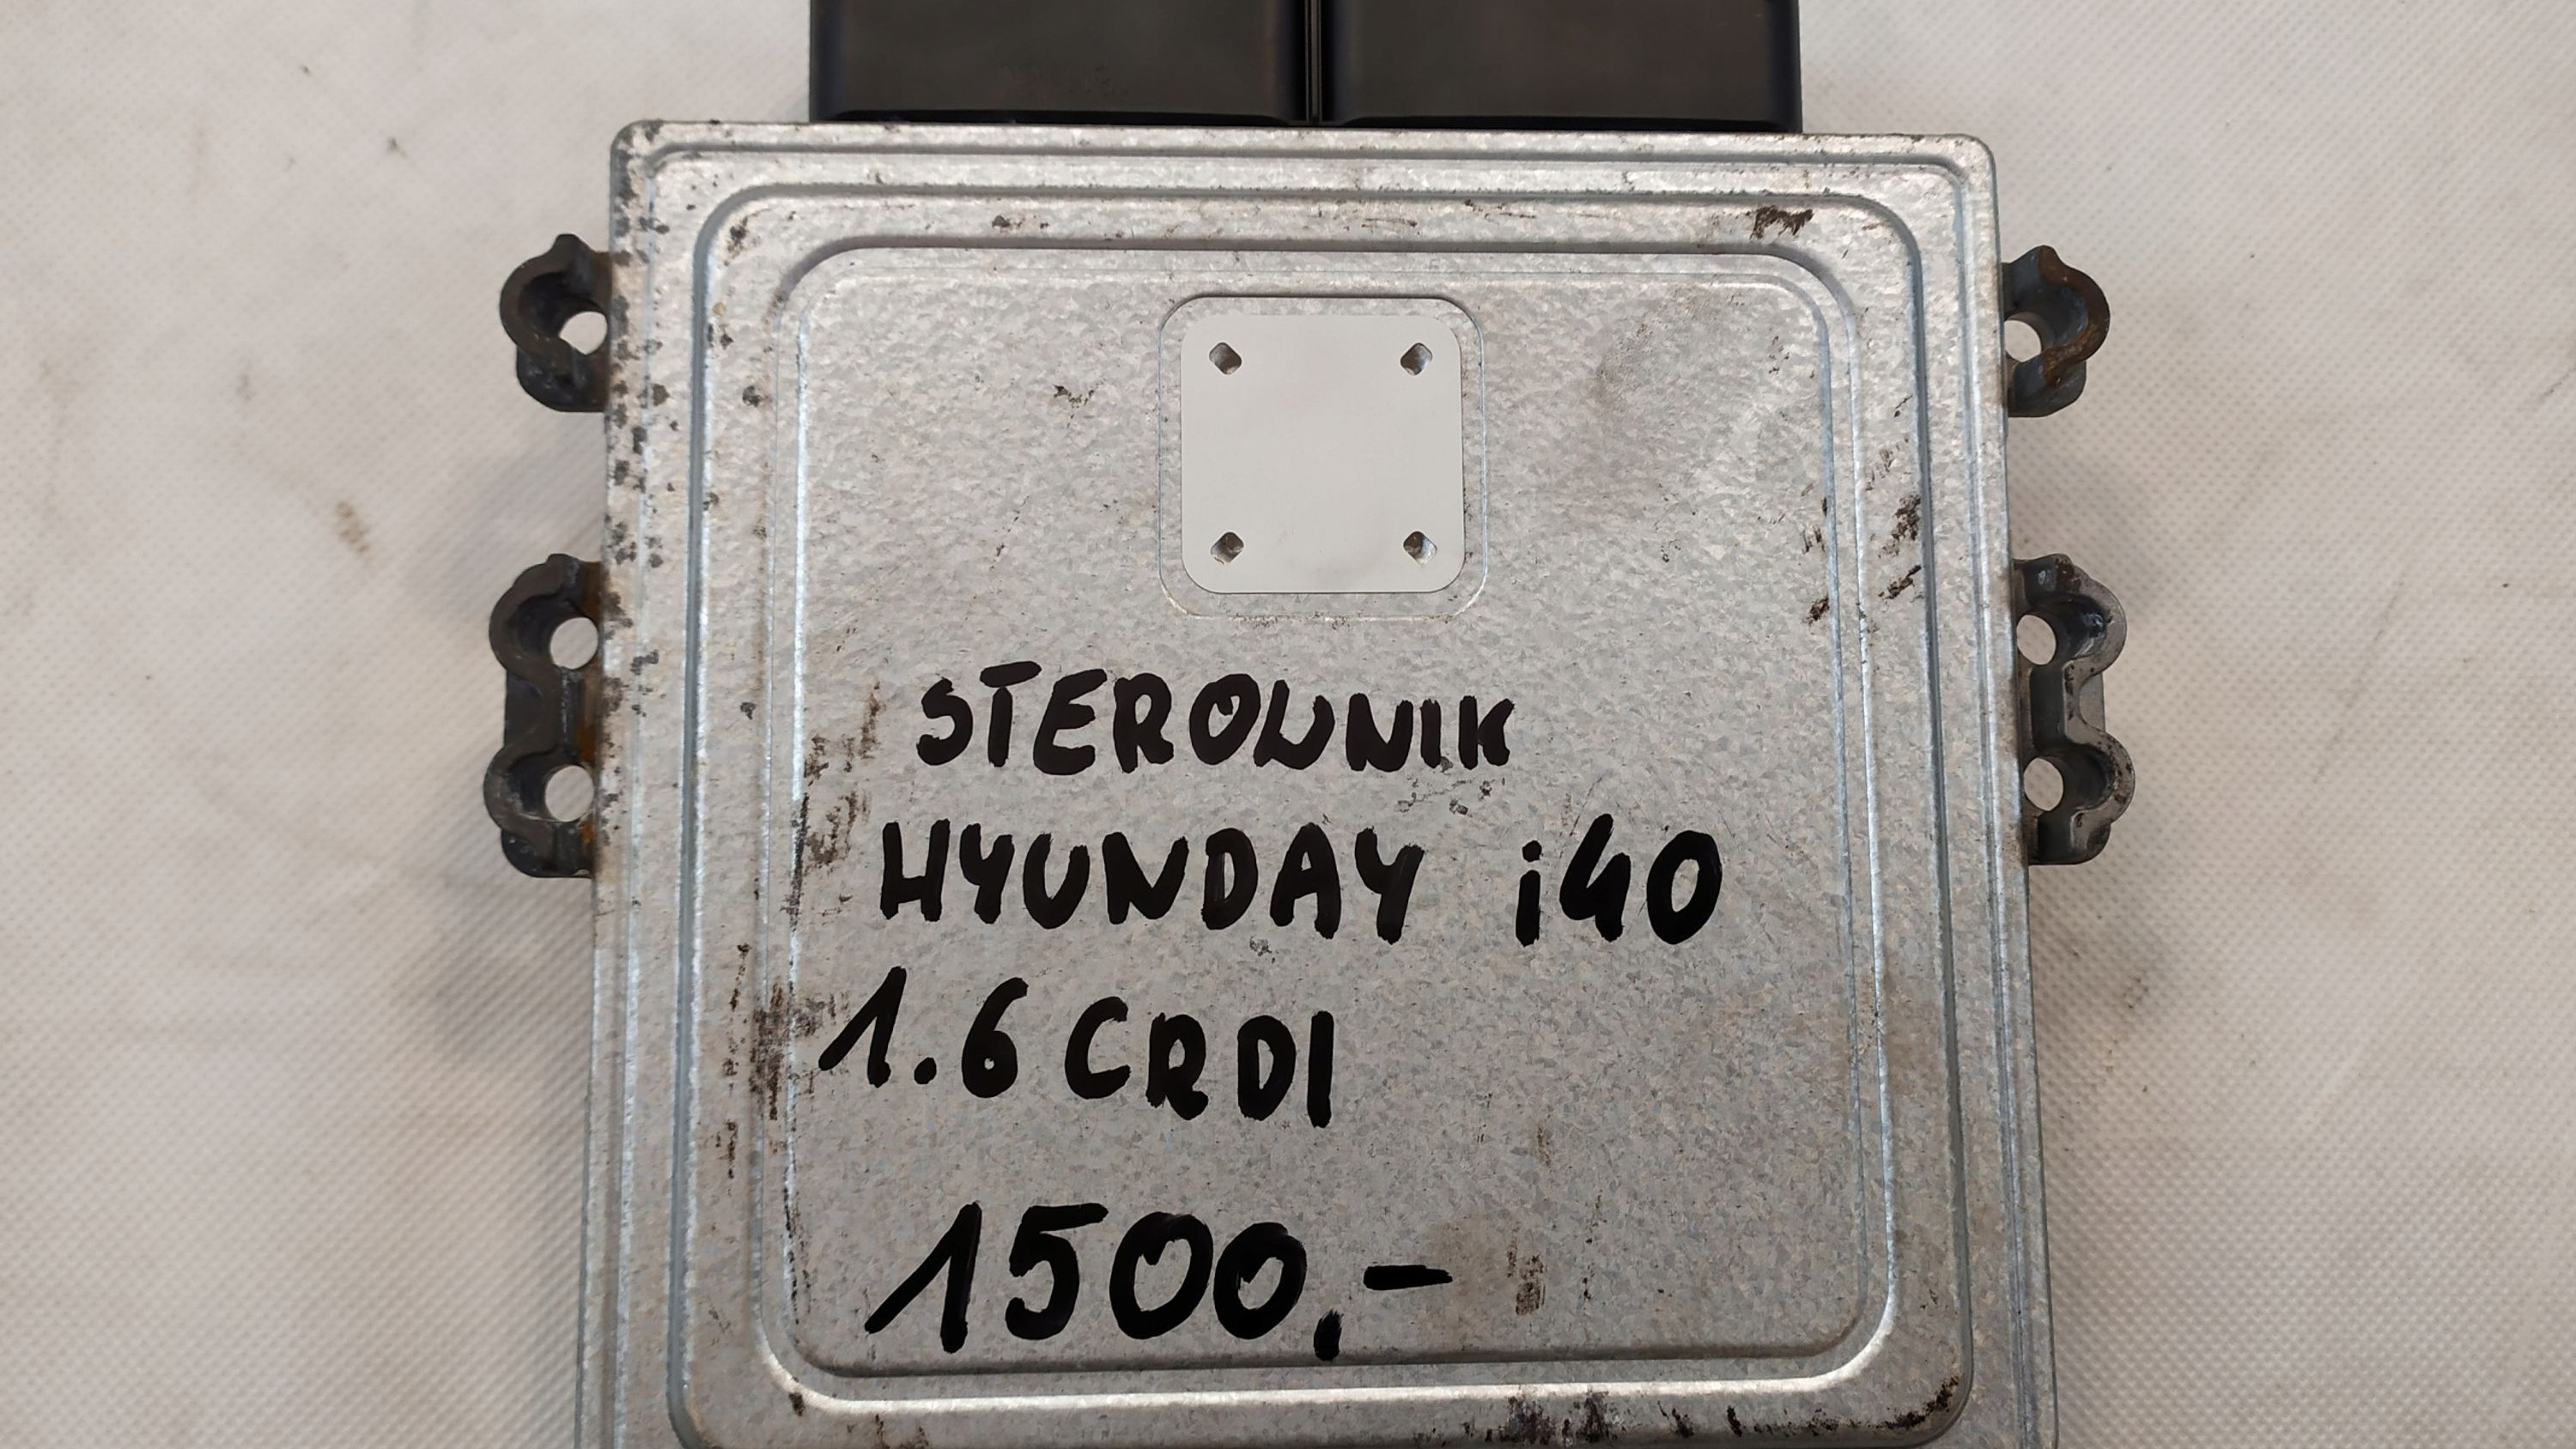 STEROWNIK
HYUNDAY i40
1.6 CRDI
1500,-